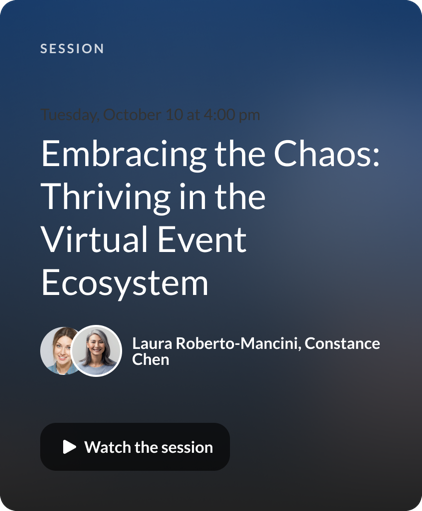 SESSION
Tuesday, October 10 at 4:00 pm
Embracing the Chaos:
Thriving in the
Virtual Event
Ecosystem
Laura Roberto-Mancini, Constance
Chen
Watch the session